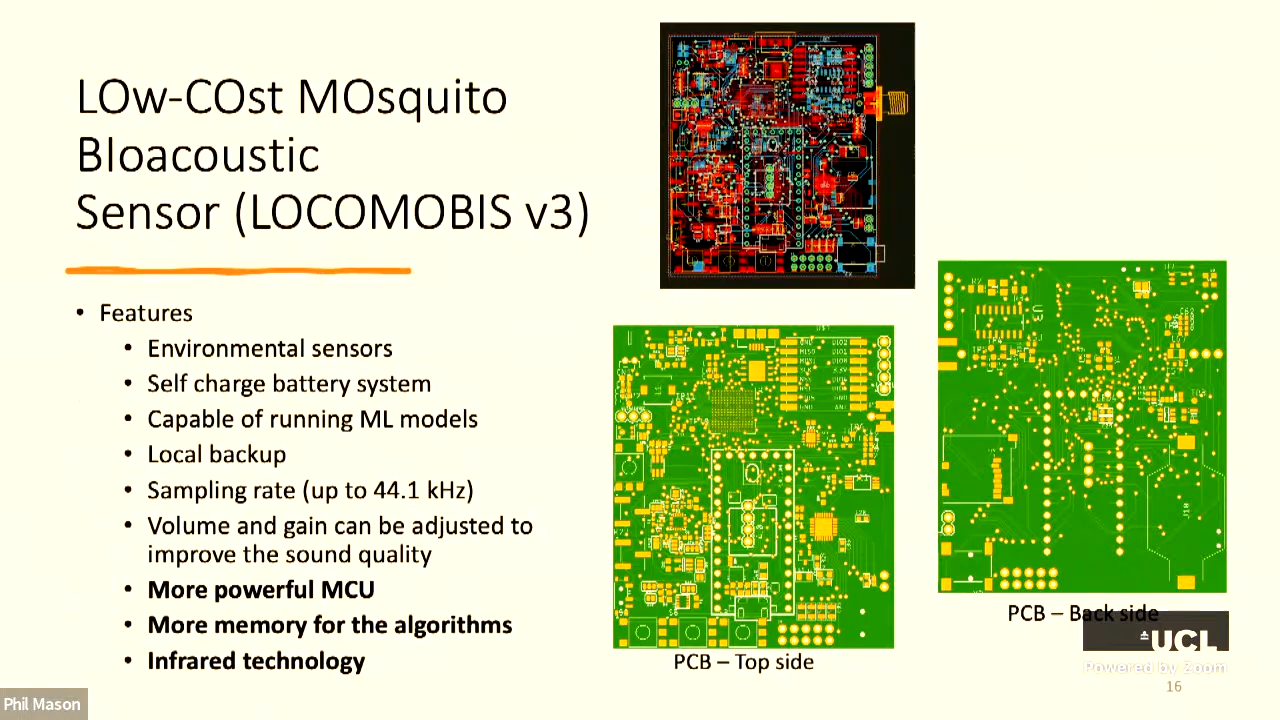 LOw-COst MOsquito
BIoacoustic
Sensor (LOCOMOBIS v3)
• Features
• Environmental sensors
• Self charge battery system
• Capable of running ML models
• Local backup
• Sampling rate (up to 44.1 kHz)
• Volume and gain can be adjusted to
improve the sound quality
• More powerful MCU
• More memory for the algorithms
• Infrared technology
PCB – Top side
PCB – Back side
UCL
Powered by Zoom
16
Phil Mason